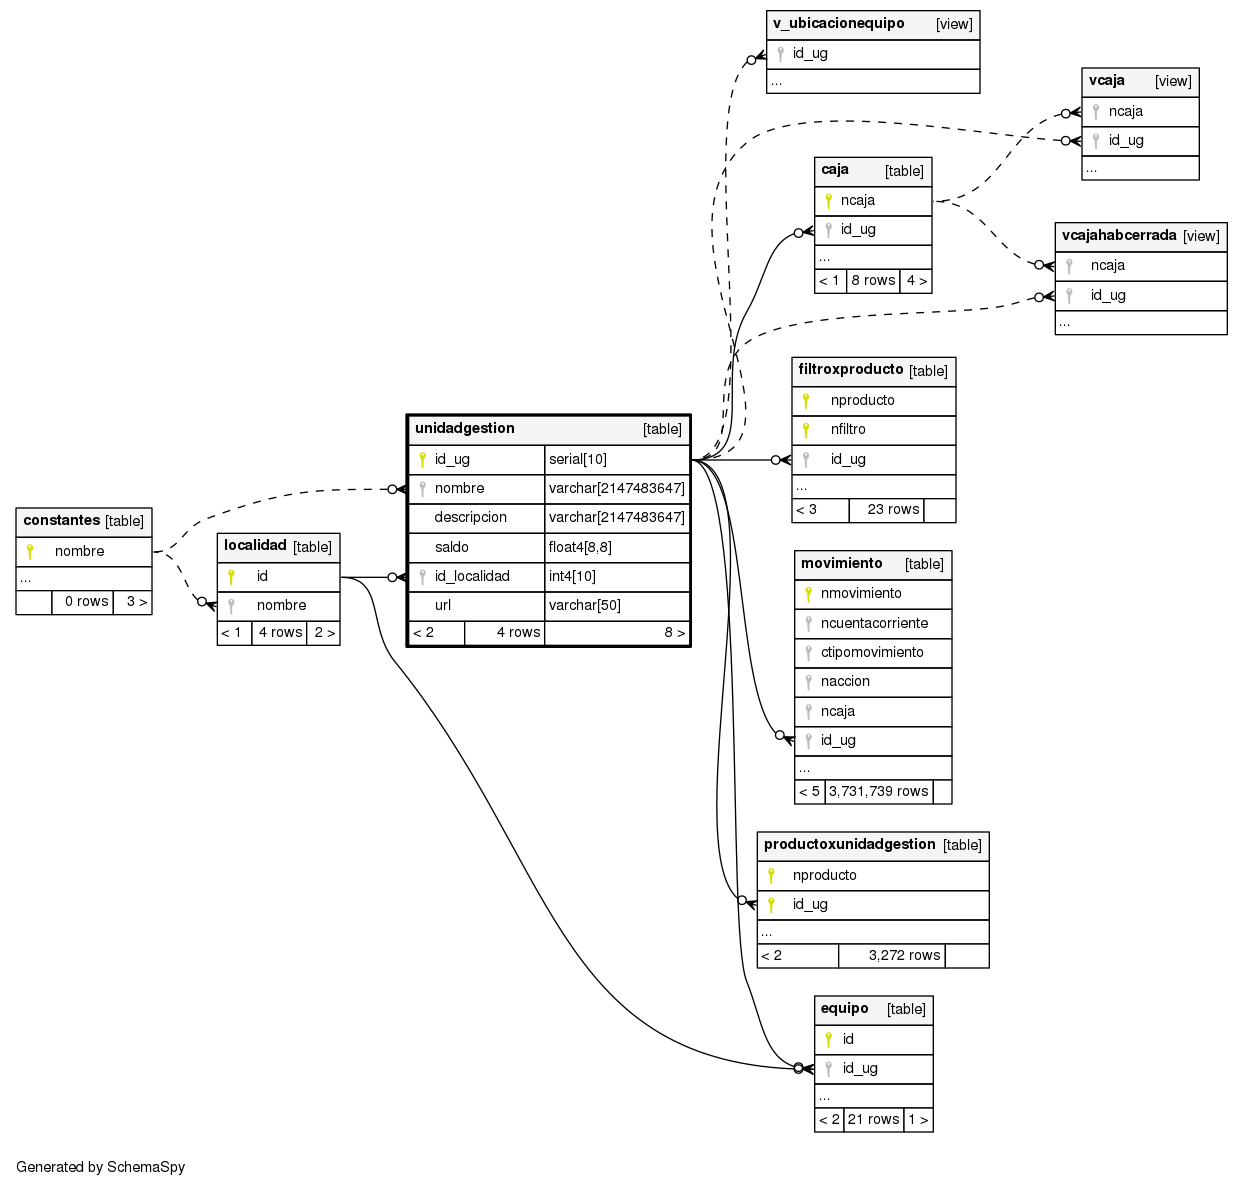 v_ubicacionequipo [view]
id_ug
...
vcaja [view]
ncaja
id_ug
...
caja [table]
ncaja
id_ug
...
< 1 8 rows 4 >
vcajahabcerrada [view]
ncaja
id_ug
...
filtroxproducto [table]
nproducto
nfiltro
id_ug
...
< 3 23 rows
unidadgestion [table]
id_ug serial[10]
nombre varchar[2147483647]
descripcion varchar[2147483647]
saldo float4[8,8]
id_localidad int4[10]
url varchar[50]
< 2 4 rows 8 >
constantes [table]
nombre
...
0 rows 3 >
localidad [table]
id
nombre
< 1 4 rows 2 >
movimiento [table]
nmovimiento
ncuentacorriente
ctipomovimiento
naccion
ncaja
id_ug
...
< 5 3,731,739 rows
productoxunidadgestion [table]
nproducto
id_ug
...
< 2 3,272 rows
equipo [table]
id
id_ug
...
< 2 21 rows 1 >
Generated by SchemaSpy